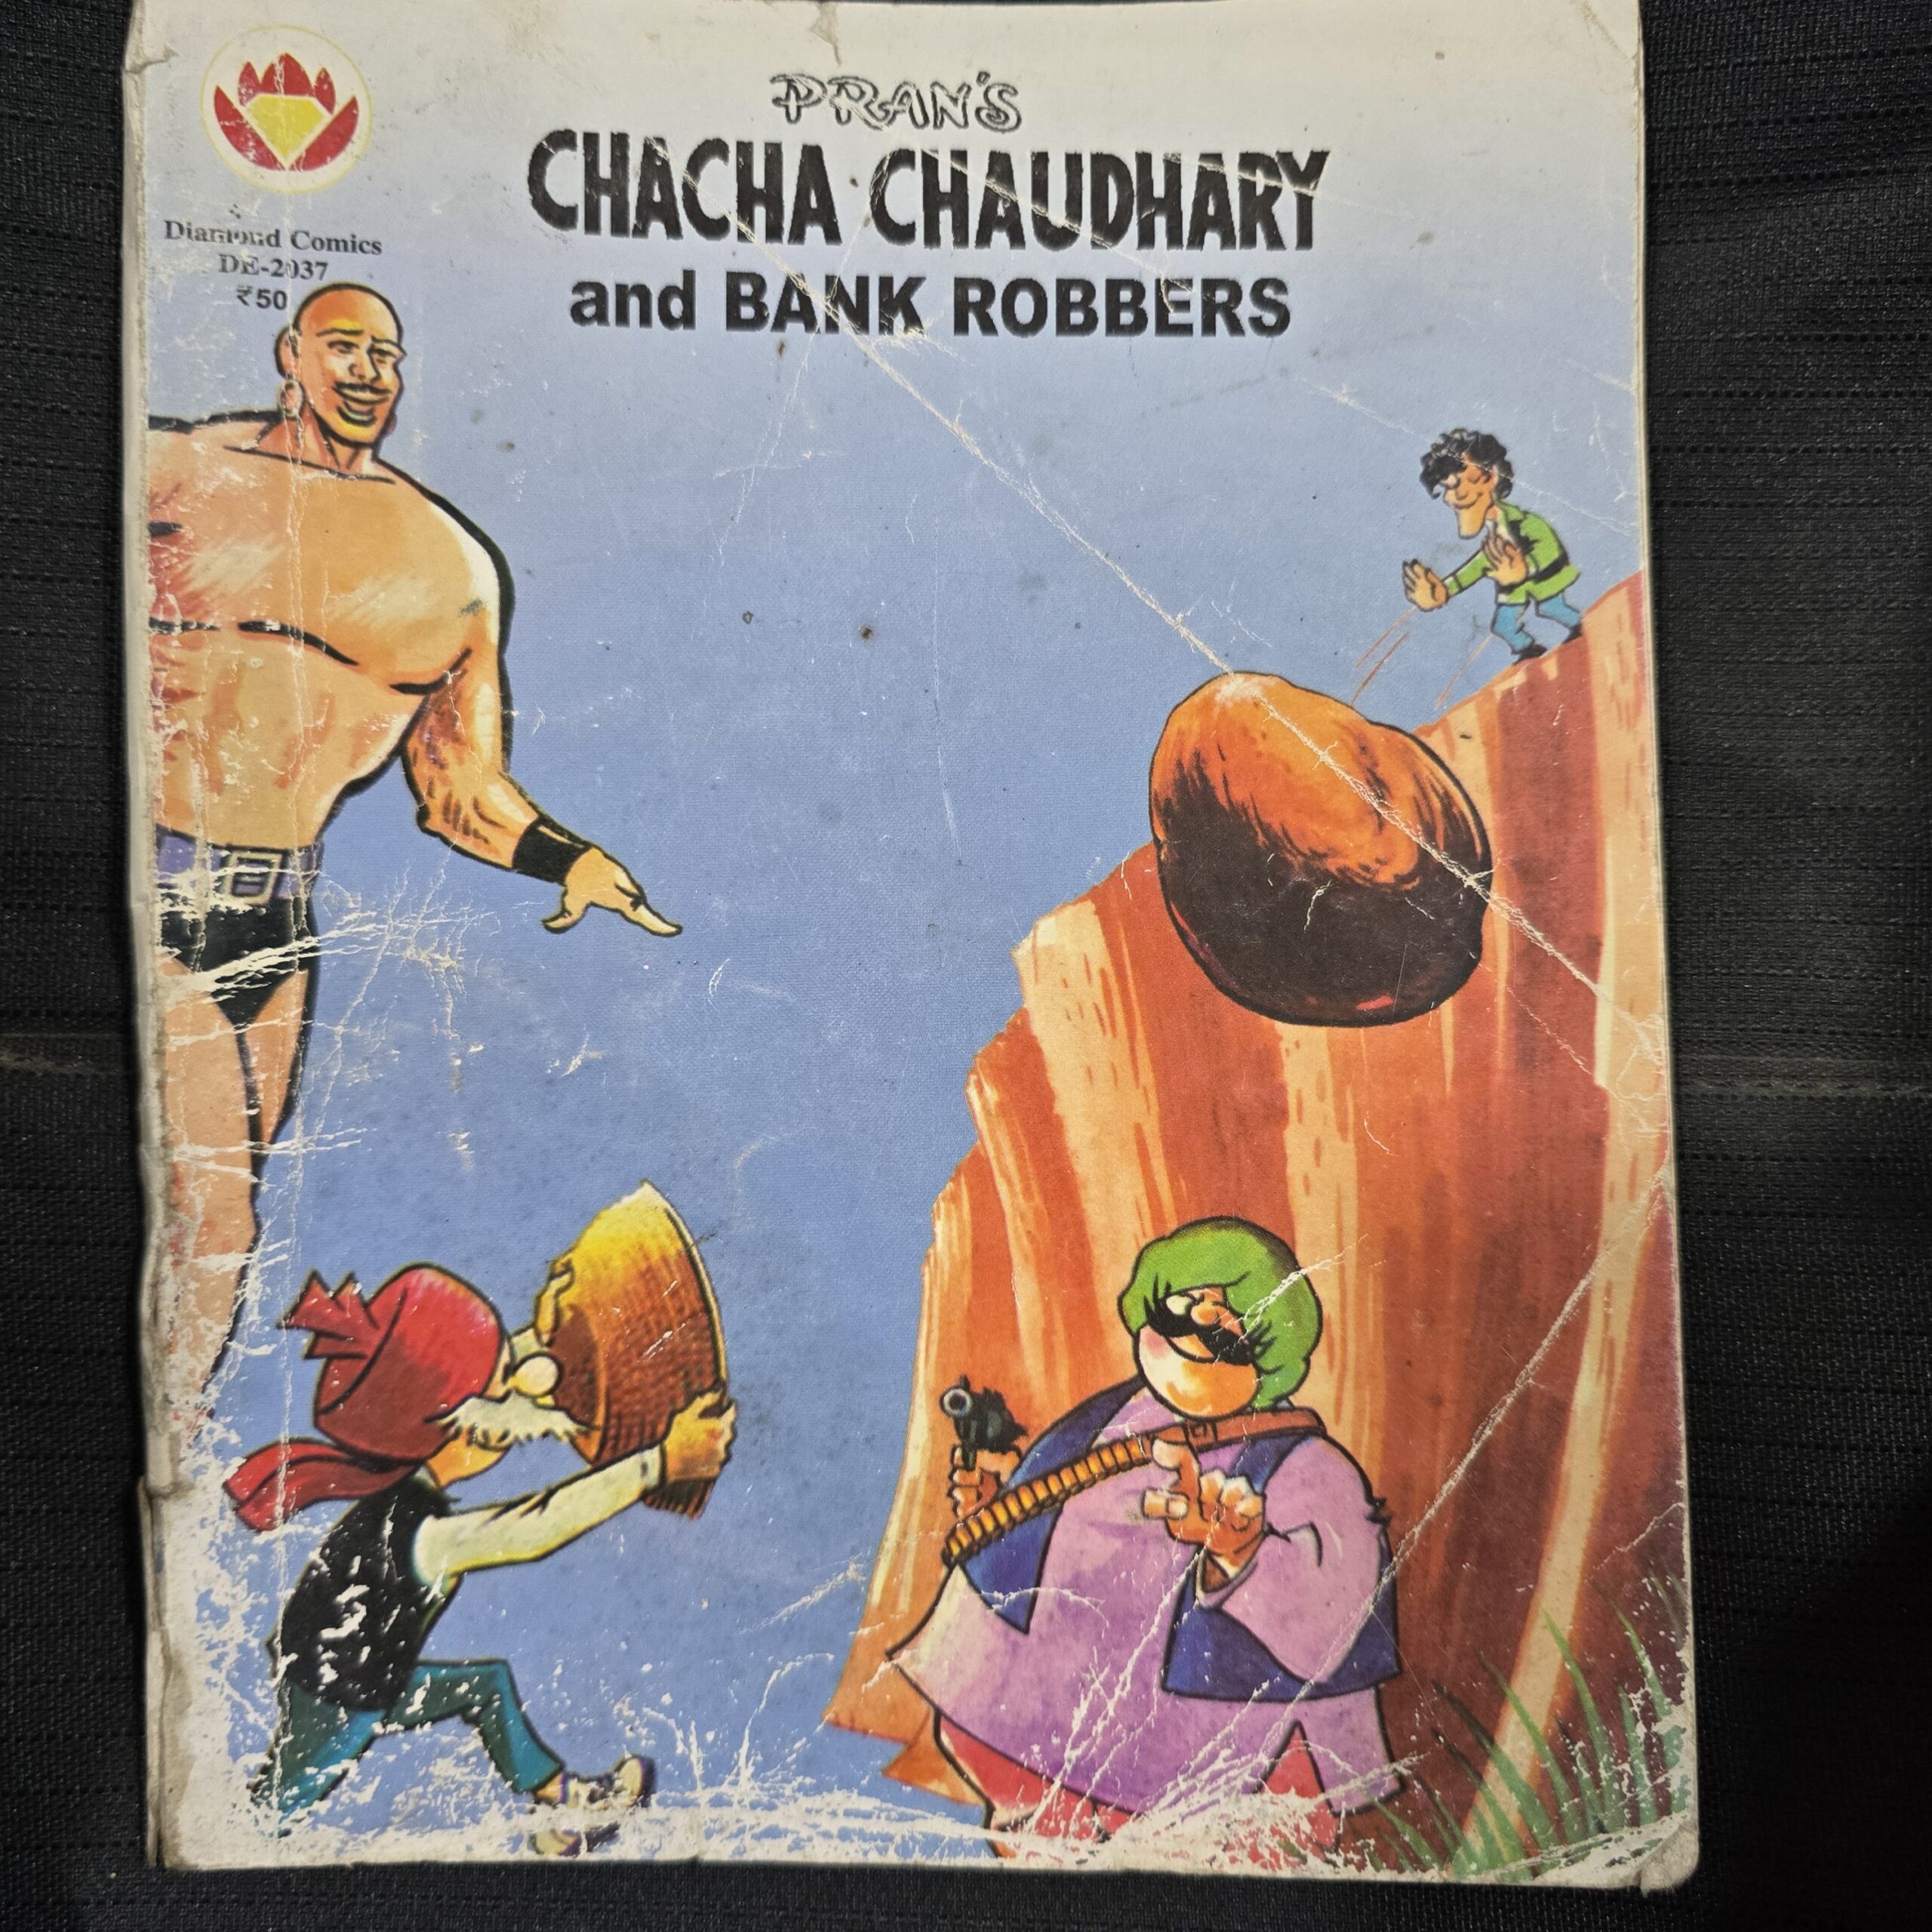 PRAN'S
CHACHA CHAUDHARY
and BANK ROBBERS
Diamond Comics
DE-2037
₹50